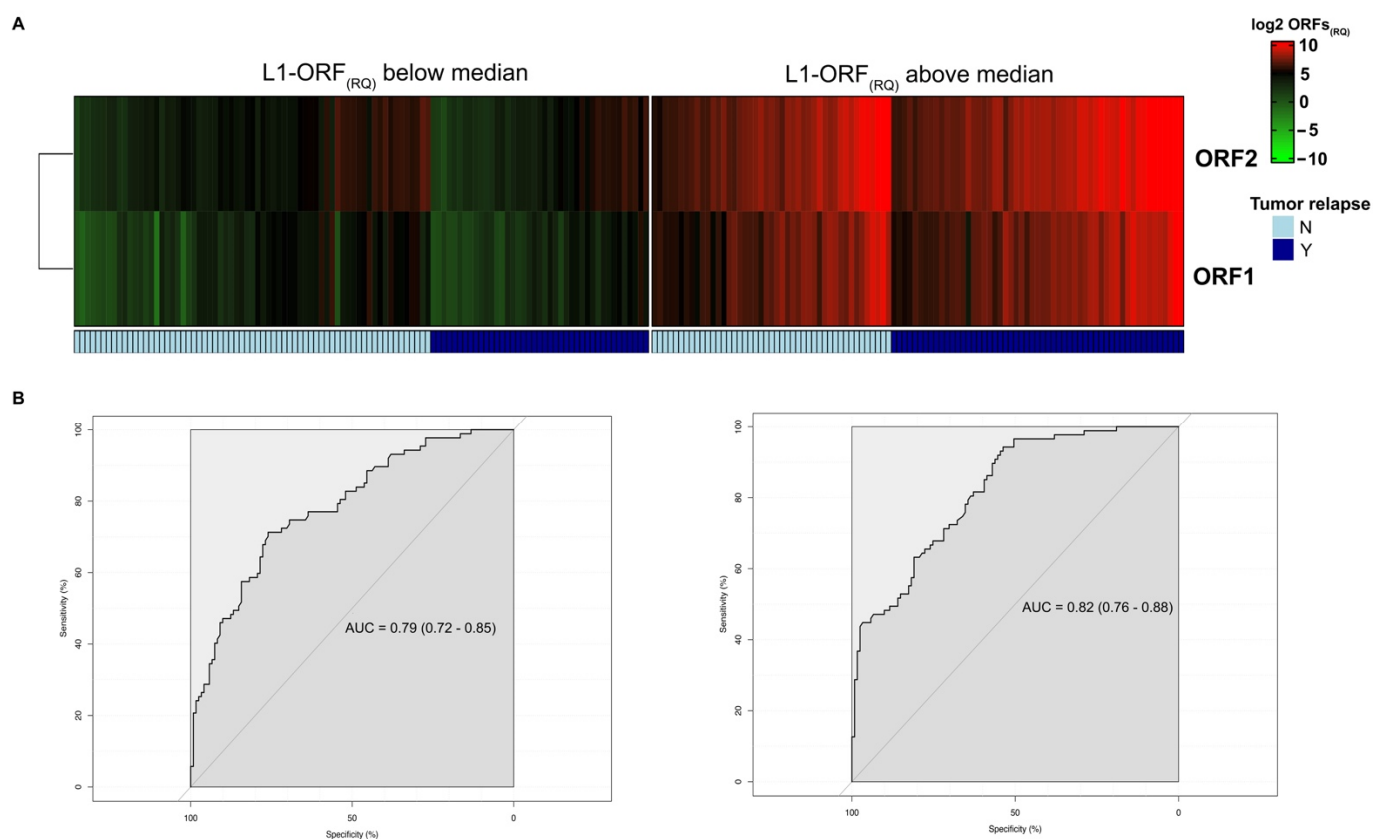 A
log2 ORFs(RQ)
L1-ORF(RQ) below median
L1-ORF(RQ) above median
10
5
0
−5
−10
ORF2
ORF1
Tumor relapse
N
Y
B
100
80
60
40
20
0
Sensitivity (%)
AUC = 0.79 (0.72 - 0.85)
100
50
0
Specificity (%)
100
80
60
40
20
0
Sensitivity (%)
AUC = 0.82 (0.76 - 0.88)
100
50
0
Specificity (%)